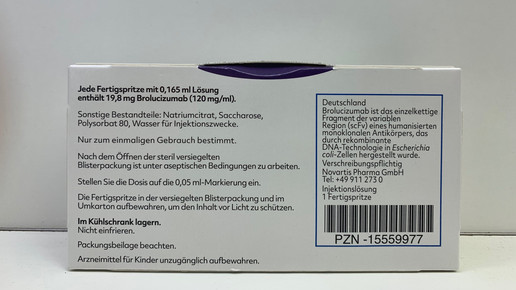 Jede Fertigspritze mit 0,165 ml Lösung
enthält 19,8 mg Brolucizumab (120 mg/ml).
Sonstige Bestandteile: Natriumcitrat, Saccharose,
Polysorbat 80, Wasser für Injektionszwecke.
Nur zum einmaligen Gebrauch bestimmt.
Nach dem Öffnen der steril versiegelten
Blisterpackung ist unter aseptischen Bedingungen zu arbeiten.
Stellen Sie die Dosis auf die 0,05 ml-Markierung ein.
Die Fertigspritze in der versiegelten Blisterpackung und im
Umkarton aufbewahren, um den Inhalt vor Licht zu schützen.
Im Kühlschrank lagern.
Nicht einfrieren.
Packungsbeilage beachten.
Arzneimittel für Kinder unzugänglich aufbewahren.
Deutschland
Brolucizumab ist das einzelkettige
Fragment der variablen
Region (scFv) eines humanisierten
monoklonalen Antikörpers, das
durch rekombinante
DNA-Technologie in Escherichia
coli-Zellen hergestellt wurde.
Verschreibungspflichtig
Novartis Pharma GmbH
Tel: +49 911 273 0
Injektionslösung
1 Fertigspritze
PZN -15559977